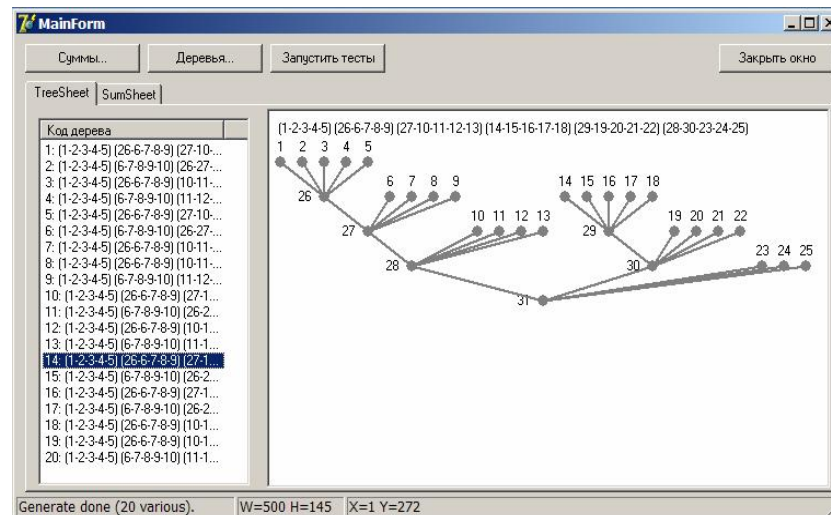 MainForm
Суммы... Деревья... Запустить тесты Закрыть окно
TreeSheet SumSheet
Код дерева
1: (1-2-3-4-5) (26-6-7-8-9) (27-10-...
2: (1-2-3-4-5) (6-7-8-9-10) (26-27-...
3: (1-2-3-4-5) (26-6-7-8-9) (10-11-...
4: (1-2-3-4-5) (6-7-8-9-10) (11-12-...
5: (1-2-3-4-5) (26-6-7-8-9) (27-10-...
6: (1-2-3-4-5) (6-7-8-9-10) (26-27-...
7: (1-2-3-4-5) (26-6-7-8-9) (10-11-...
8: (1-2-3-4-5) (26-6-7-8-9) (10-11-...
9: (1-2-3-4-5) (6-7-8-9-10) (11-12-...
10: (1-2-3-4-5) (26-6-7-8-9) (27-1...
11: (1-2-3-4-5) (6-7-8-9-10) (26-2...
12: (1-2-3-4-5) (26-6-7-8-9) (10-1...
13: (1-2-3-4-5) (6-7-8-9-10) (11-1...
14: (1-2-3-4-5) (26-6-7-8-9) (27-1...
15: (1-2-3-4-5) (6-7-8-9-10) (26-2...
16: (1-2-3-4-5) (26-6-7-8-9) (27-1...
17: (1-2-3-4-5) (6-7-8-9-10) (26-2...
18: (1-2-3-4-5) (26-6-7-8-9) (10-1...
19: (1-2-3-4-5) (26-6-7-8-9) (10-1...
20: (1-2-3-4-5) (6-7-8-9-10) (11-1...
(1-2-3-4-5) (26-6-7-8-9) (27-10-11-12-13) (14-15-16-17-18) (29-19-20-21-22) (28-30-23-24-25)
1 2 3 4 5
26 6 7 8 9 14 15 16 17 18
27 10 11 12 13 29 19 20 21 22
28 30 23 24 25
31
Generate done (20 various). W=500 H=145 X=1 Y=272